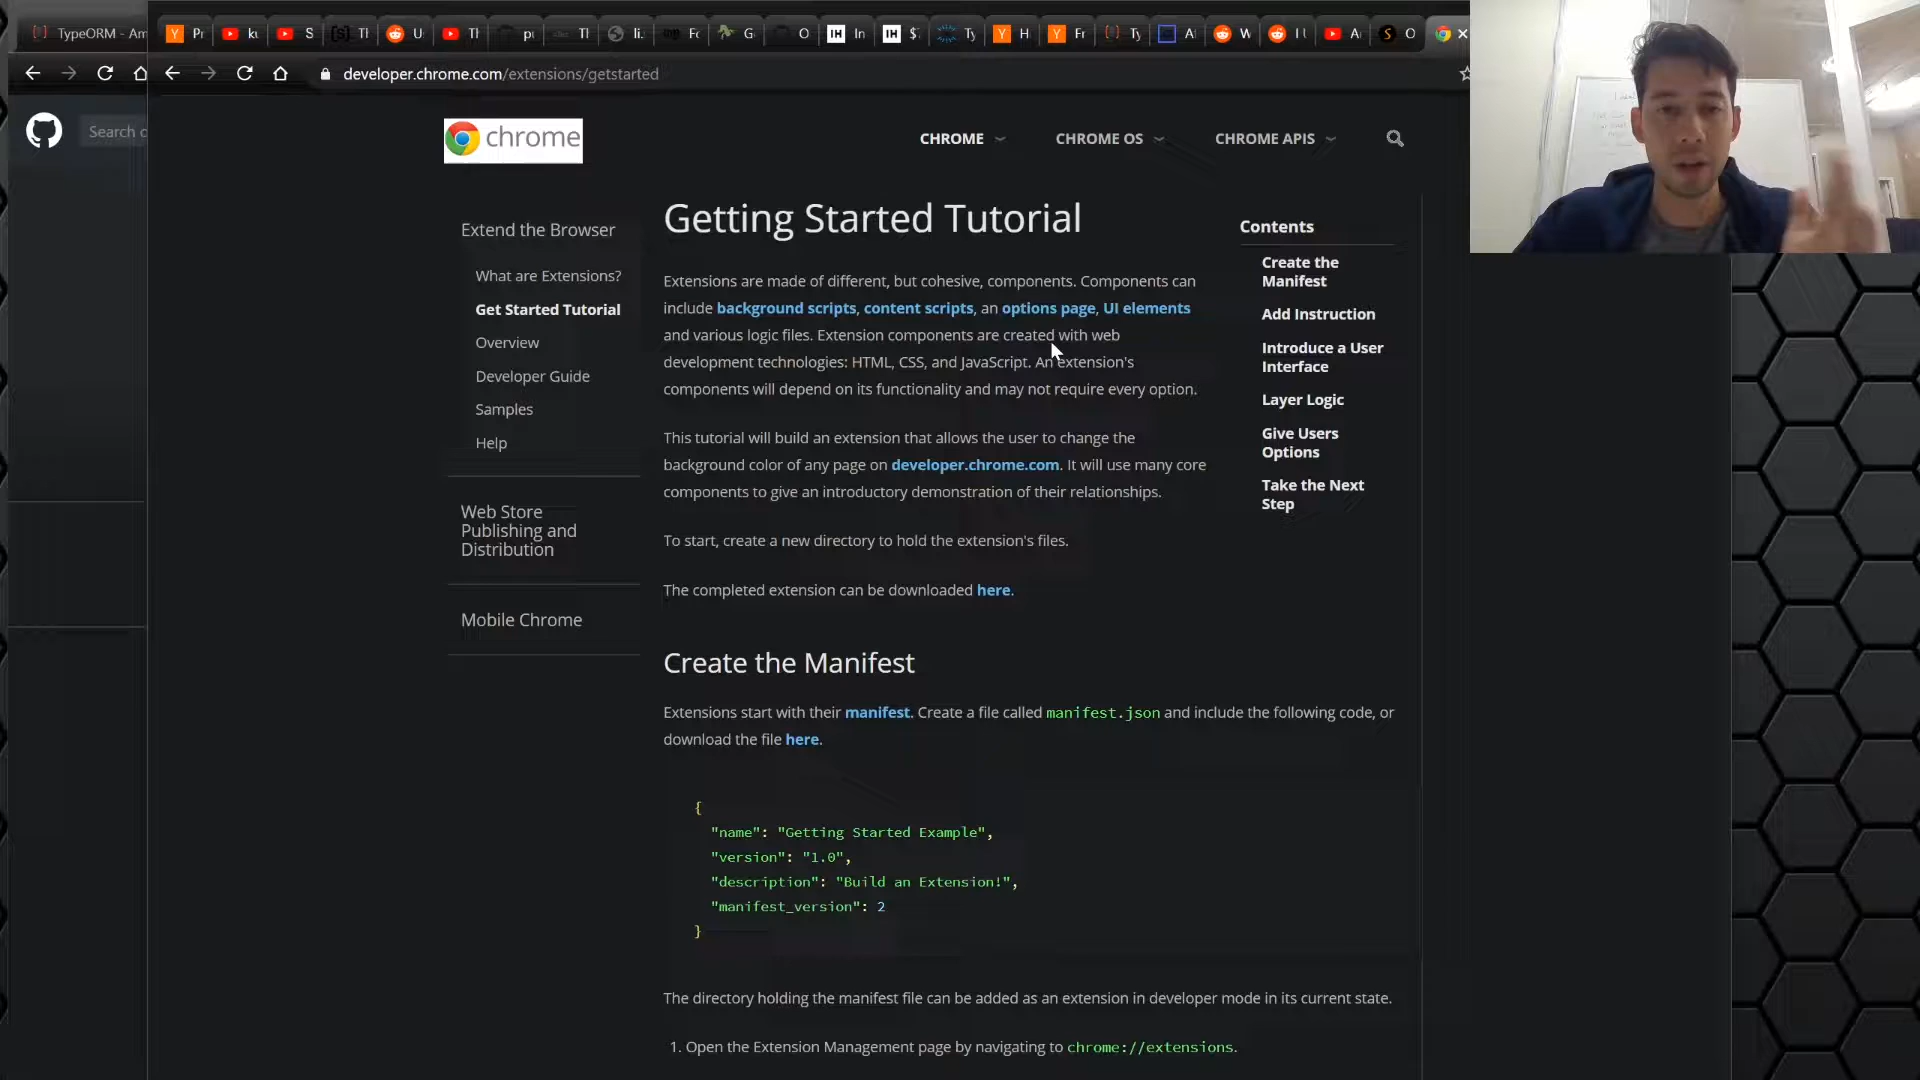 TypeORM - Am
Pr
S
Tl
U
Tl
li.
Fc
G
O
In
$
Ty
H
Fr
Ty
A
W
I U
A
O
developer.chrome.com/extensions/getstarted
Search
chrome
CHROME
CHROME OS
CHROME APIS
Getting Started Tutorial
Extend the Browser
What are Extensions?
Get Started Tutorial
Overview
Developer Guide
Samples
Help
Web Store
Publishing and
Distribution
Mobile Chrome
Extensions are made of different, but cohesive, components. Components can
include background scripts, content scripts, an options page, UI elements
and various logic files. Extension components are created with web
development technologies: HTML, CSS, and JavaScript. An extension's
components will depend on its functionality and may not require every option.
This tutorial will build an extension that allows the user to change the
background color of any page on developer.chrome.com. It will use many core
components to give an introductory demonstration of their relationships.
To start, create a new directory to hold the extension's files.
The completed extension can be downloaded here.
Create the Manifest
Extensions start with their manifest. Create a file called manifest.json and include the following code, or
download the file here.
{
"name": "Getting Started Example",
"version": "1.0",
"description": "Build an Extension!",
"manifest_version": 2
}
The directory holding the manifest file can be added as an extension in developer mode in its current state.
1. Open the Extension Management page by navigating to chrome://extensions.
Contents
Create the
Manifest
Add Instruction
Introduce a User
Interface
Layer Logic
Give Users
Options
Take the Next
Step